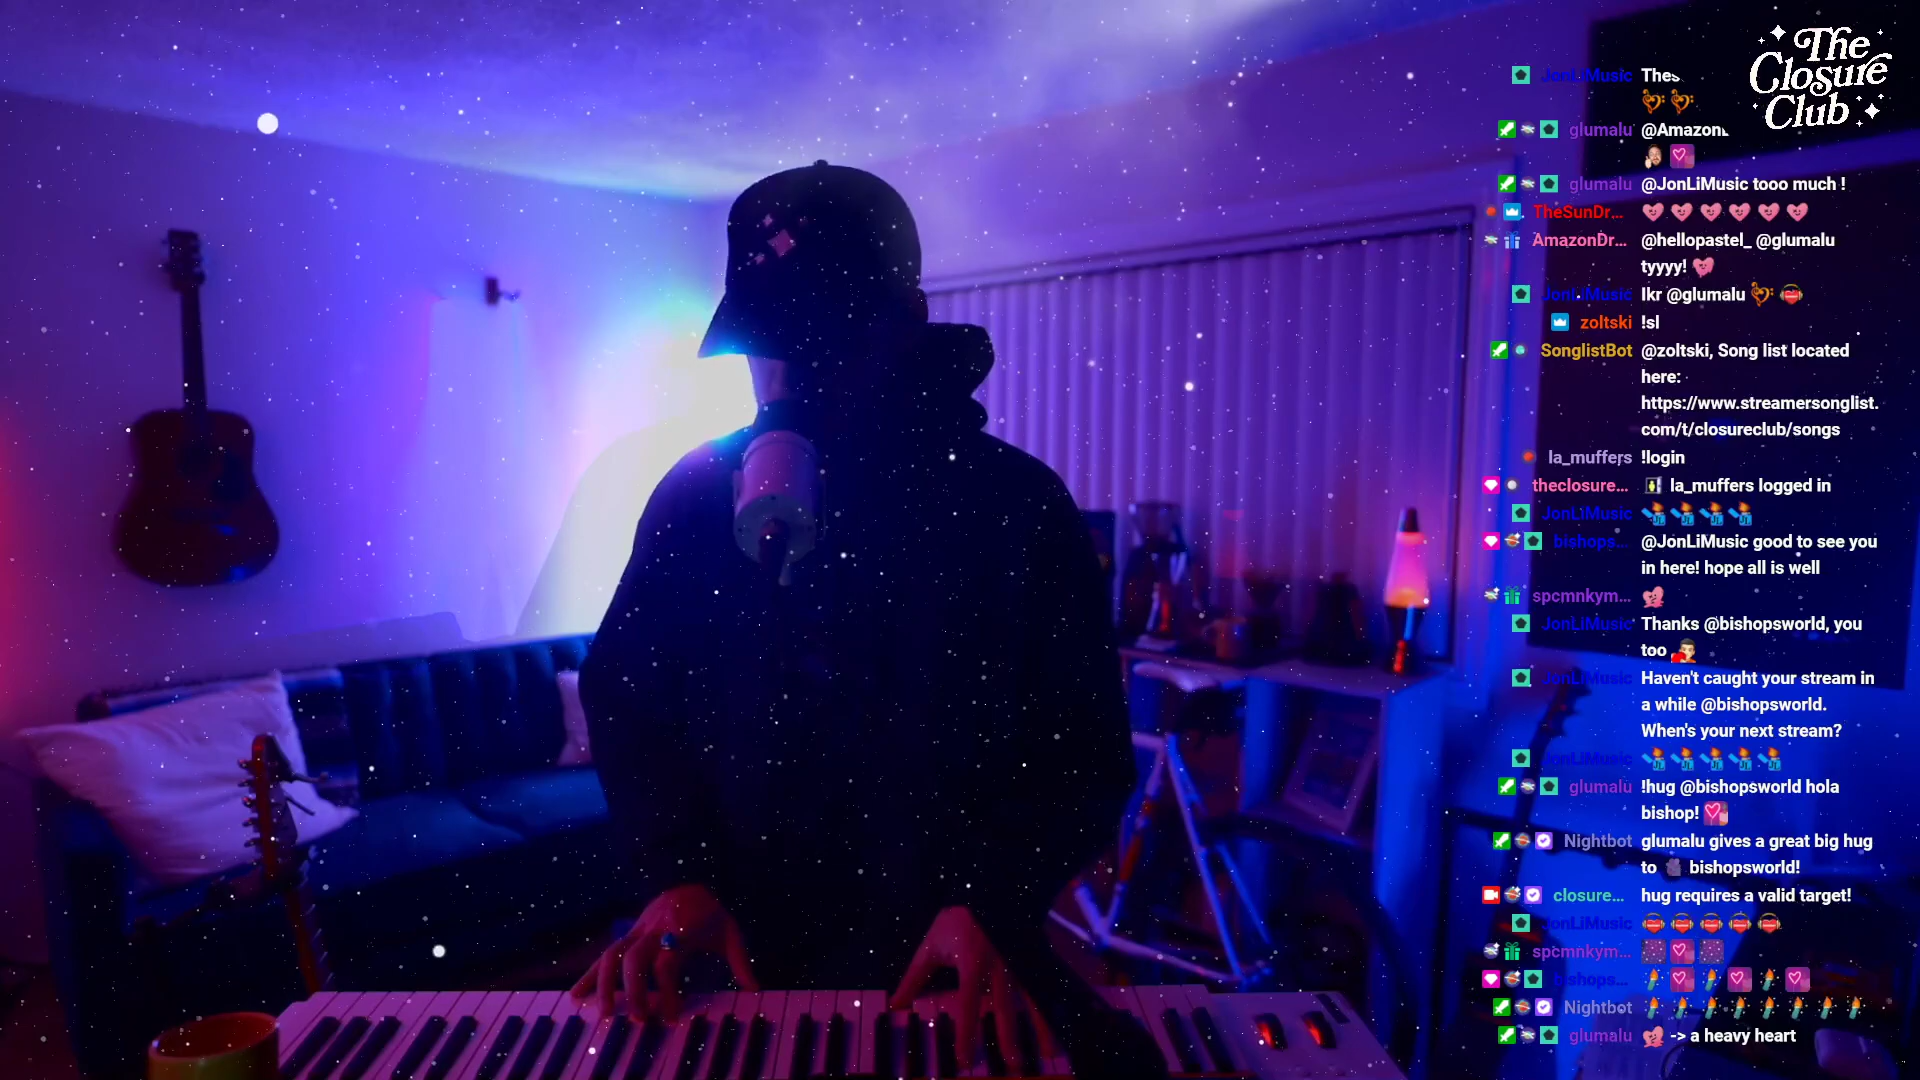 The
Closure
Club
JonLiMusic Thes
glumalu @Amazon
glumalu @JonLiMusic tooo much !
TheSunDr...
AmazonDr... @hellopastel_ @glumalu
tyyyy!
JonLiMusic Ikr @glumalu
zoltski !sl
SonglistBot @zoltski, Song list located
here:
https://www.streamersonglist.
com/t/closureclub/songs
la_muffers !login
theclosure... la_muffers logged in
JonLiMusic
bishops... @JonLiMusic good to see you
in here! hope all is well
spcmnkym...
JonLiMusic Thanks @bishopsworld, you
too
JonLiMusic Haven't caught your stream in
a while @bishopsworld.
When's your next stream?
JonLiMusic
glumalu !hug @bishopsworld hola
bishop!
Nightbot glumalu gives a great big hug
to bishopsworld!
closure... hug requires a valid target!
JonLiMusic
spcmnkym...
bishops...
Nightbot
glumalu -> a heavy heart